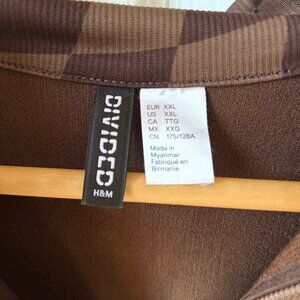 DIVIDED
H&M
EUR XXL
US XXL
CA TTG
MX XXG
CN 175/128A
Made in
Myanmar
Fabriqué en
Birmanie